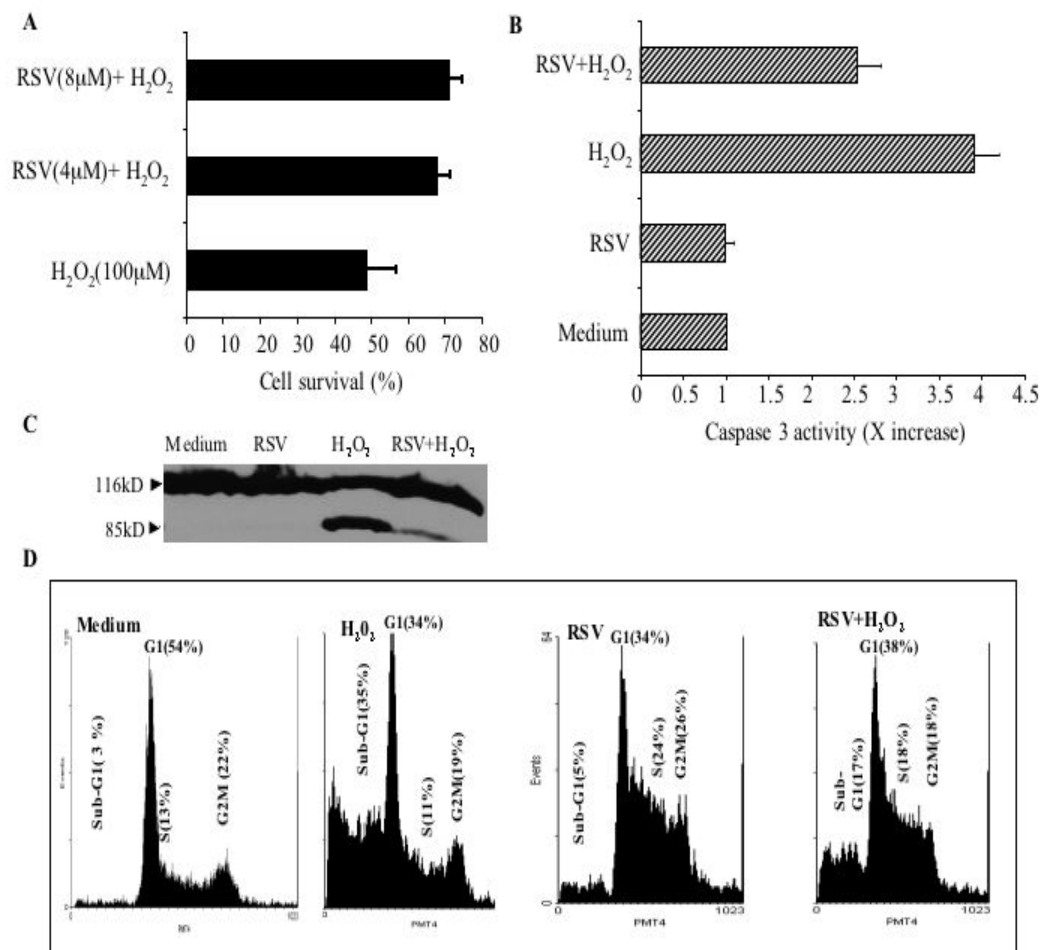 A
RSV(8μM)+ H₂O₂
RSV(4μM)+ H₂O₂
H₂O₂(100μM)
0 10 20 30 40 50 60 70 80
Cell survival (%)
B
RSV+H₂O₂
H₂O₂
RSV
Medium
0 0.5 1 1.5 2 2.5 3 3.5 4 4.5
Caspase 3 activity (X increase)
C
Medium RSV H₂O₂ RSV+H₂O₂
116kD
85kD
D
Medium
G1(54%)
Sub-G1( 3 %)
S(13%)
G2M (22%)
0
G1(34%)
Sub-G1(35%)
S(11%)
G2M(19%)
PMT4
RSV
G1(34%)
Sub-G1(5%)
S(24%)
G2M(26%)
64
Events
0
0 1023
PMT4
G1(38%)
Sub-
G1(17%)
S(18%)
G2M(18%)
0 1023
PMT4